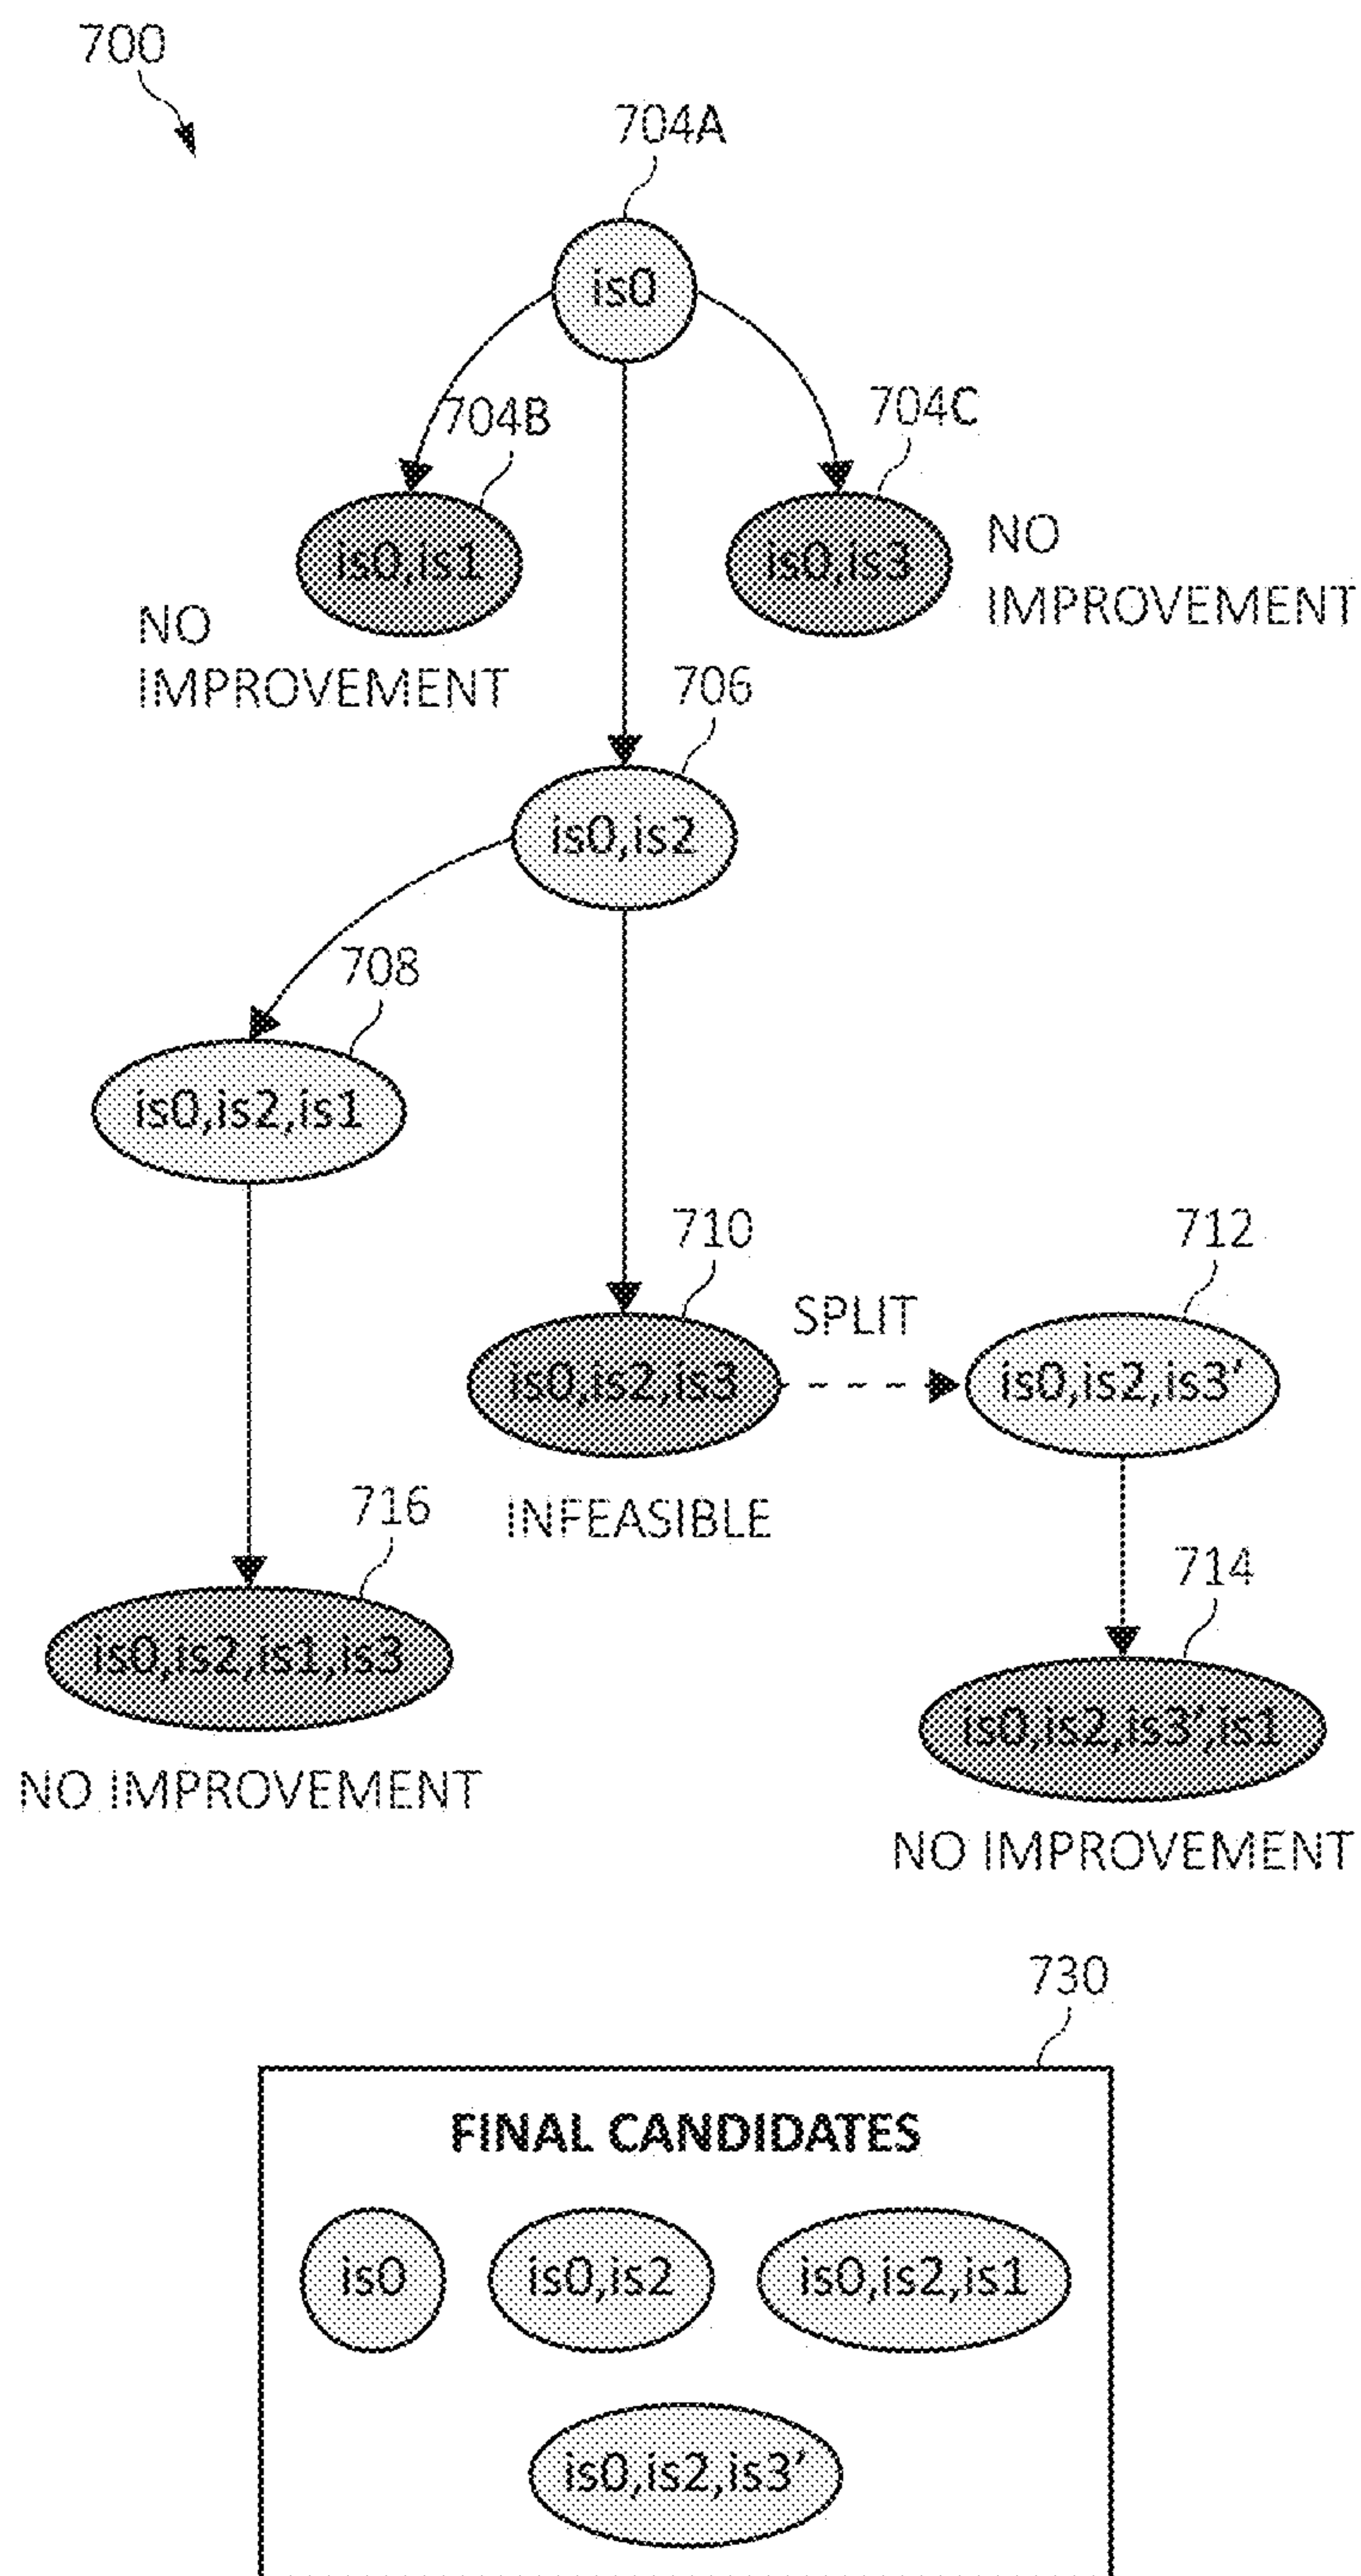 700
704A
is0
704B
704C
is0,is1
is0,is3
NO
IMPROVEMENT
NO
IMPROVEMENT
706
is0,is2
708
is0,is2,is1
710
712
SPLIT
is0,is2,is3
is0,is2,is3’
INFEASIBLE
716
714
is0,is2,is1,is3
is0,is2,is3’,is1
NO IMPROVEMENT
NO IMPROVEMENT
730
FINAL CANDIDATES
is0
is0,is2
is0,is2,is1
is0,is2,is3’